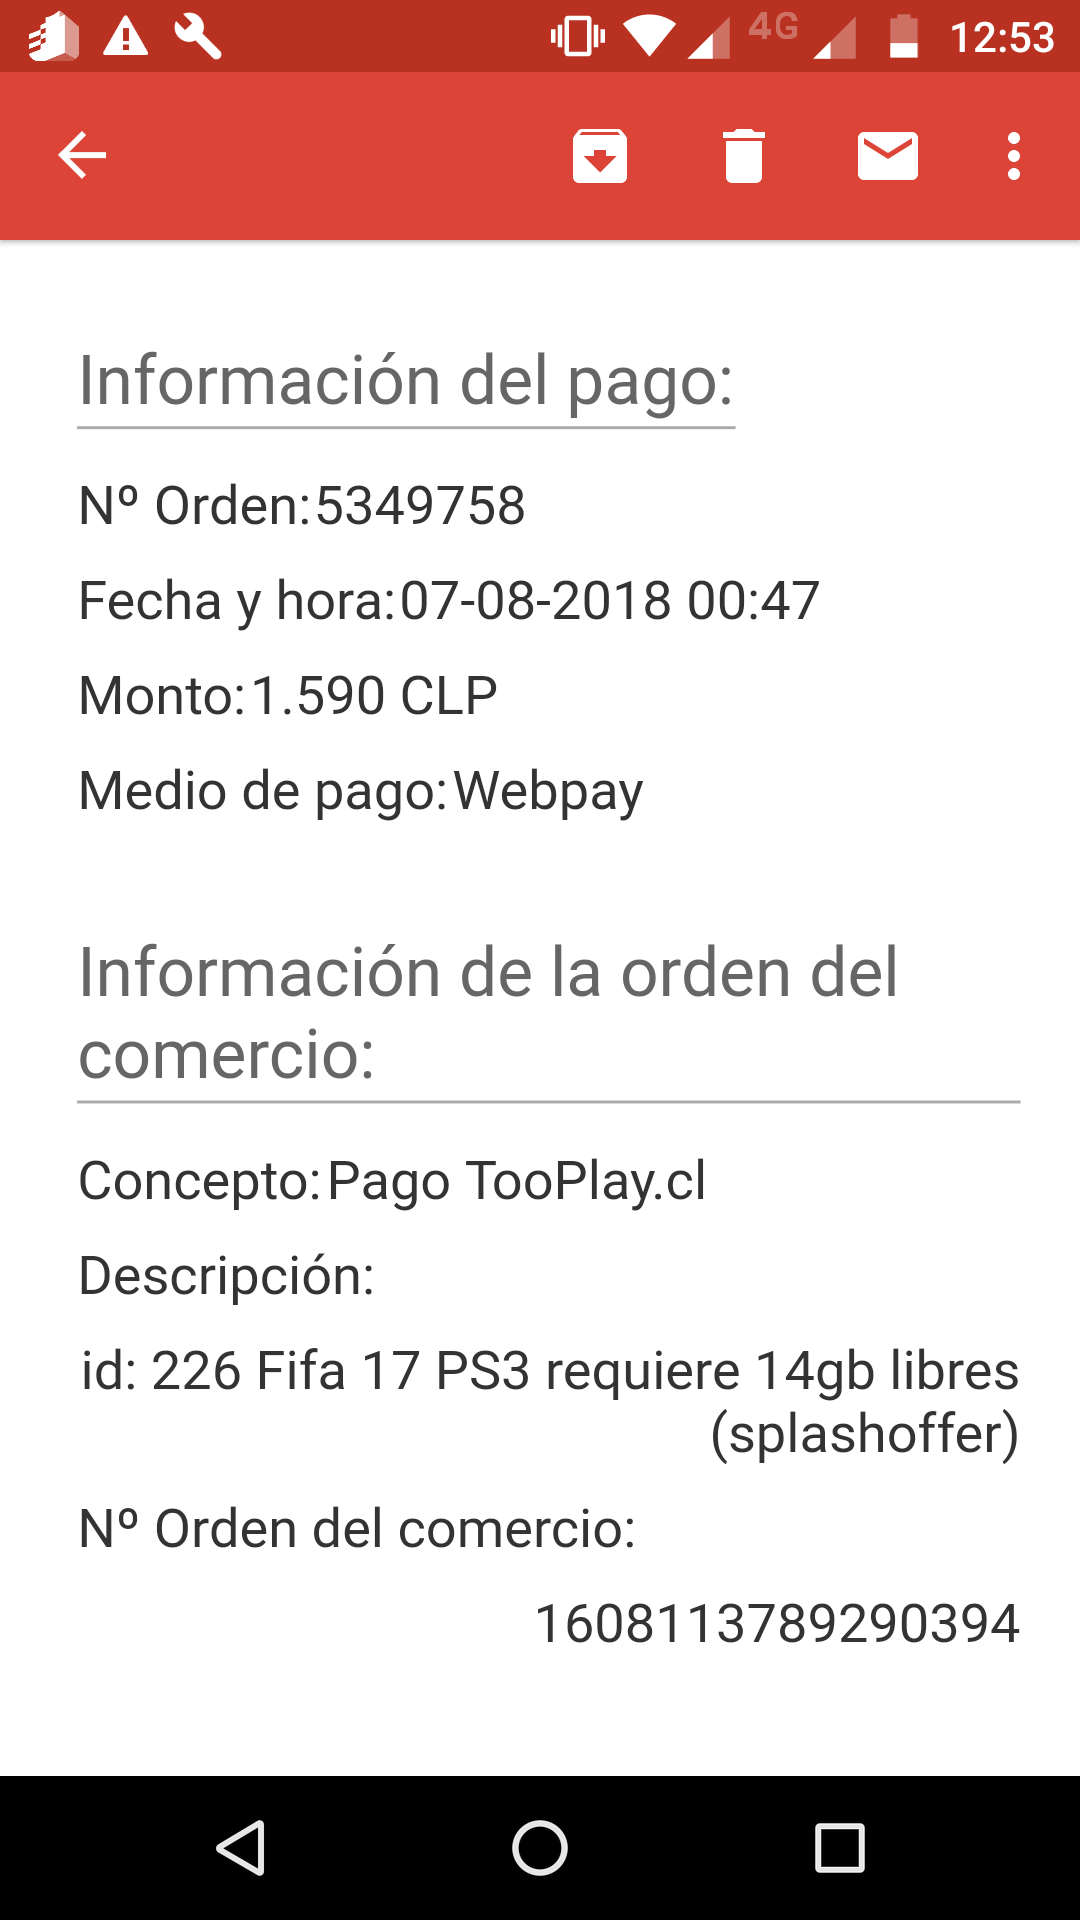 4G 12:53
Información del pago:
Nº Orden:5349758
Fecha y hora:07-08-2018 00:47
Monto:1.590 CLP
Medio de pago:Webpay
Información de la orden del
comercio:
Concepto:Pago TooPlay.cl
Descripción:
id: 226 Fifa 17 PS3 requiere 14gb libres
(splashoffer)
Nº Orden del comercio:
1608113789290394